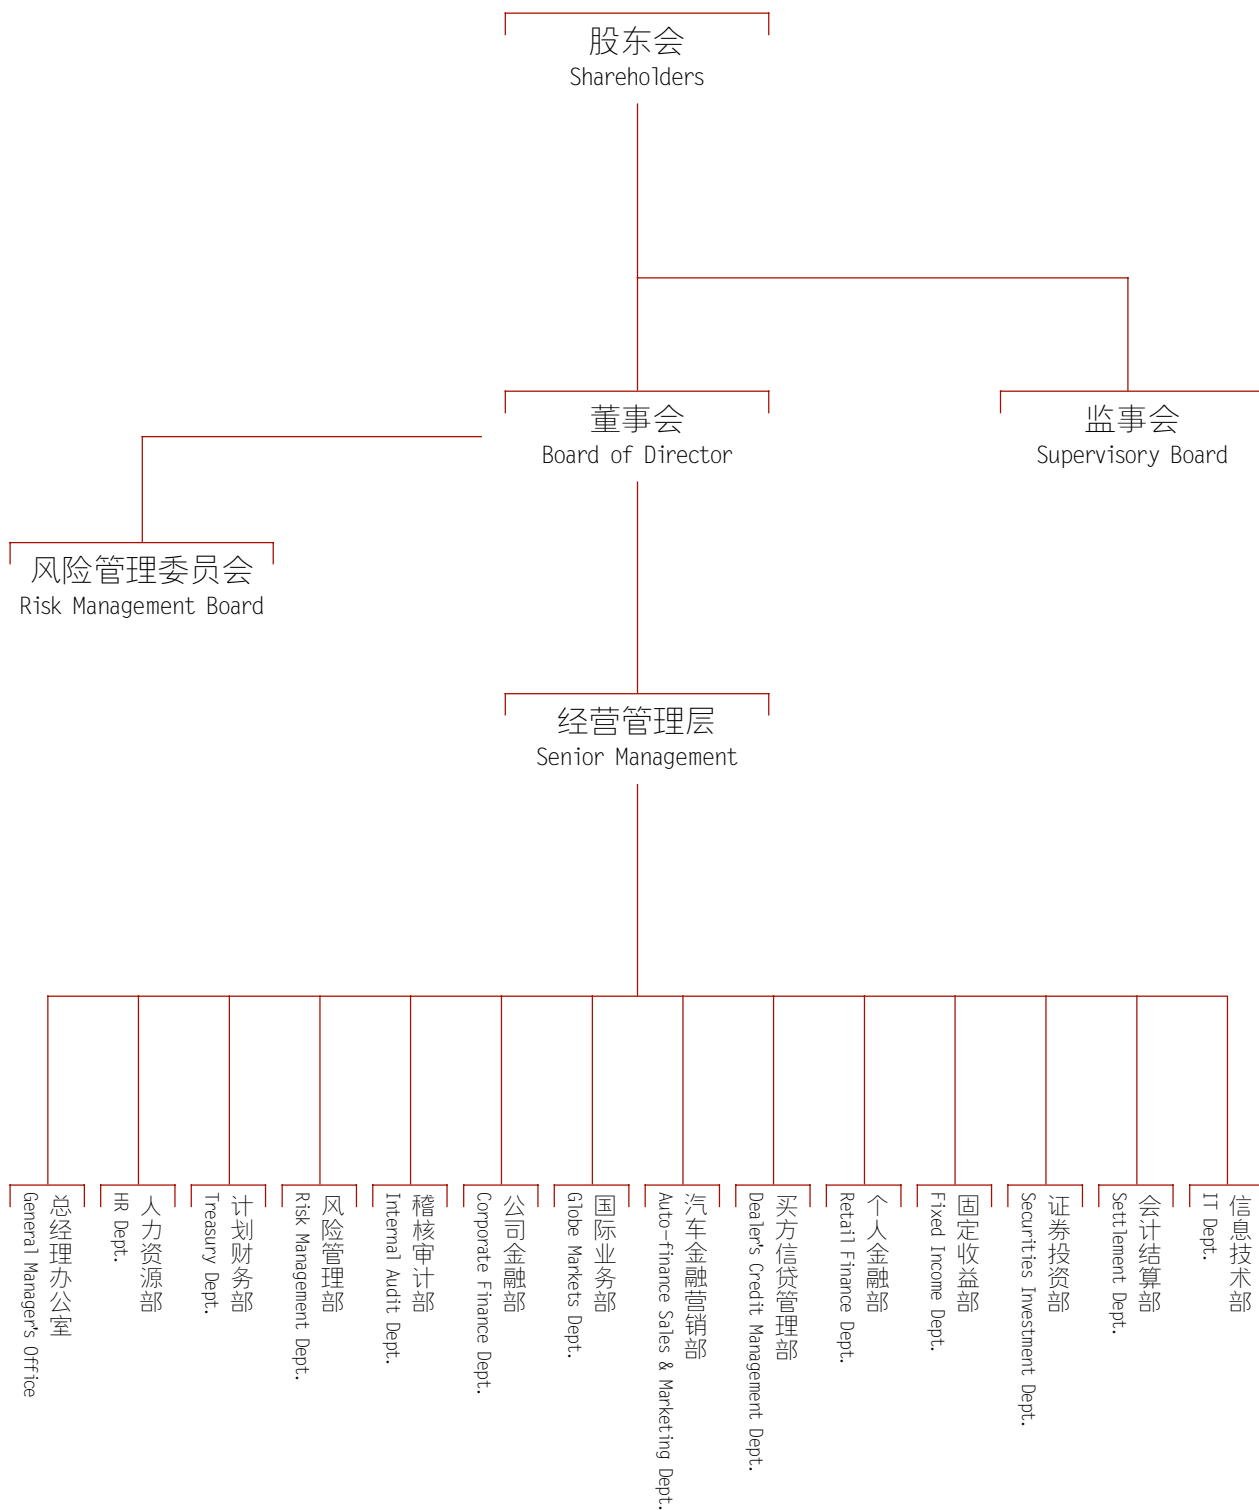 股东会
Shareholders
董事会
Board of Director
监事会
Supervisory Board
风险管理委员会
Risk Management Board
经营管理层
Senior Management
总经理办公室
General Manager's Office
人力资源部
HR Dept.
计划财务部
Treasury Dept.
风险管理部
Risk Management Dept.
稽核审计部
Internal Audit Dept.
公司金融部
Corporate Finance Dept.
国际业务部
Globe Markets Dept.
汽车金融营销部
Auto-finance Sales & Marketing Dept.
买方信贷管理部
Dealer's Credit Management Dept.
个人金融部
Retail Finance Dept.
固定收益部
Fixed Income Dept.
证券投资部
Securities Investment Dept.
会计结算部
Settlement Dept.
信息技术部
IT Dept.